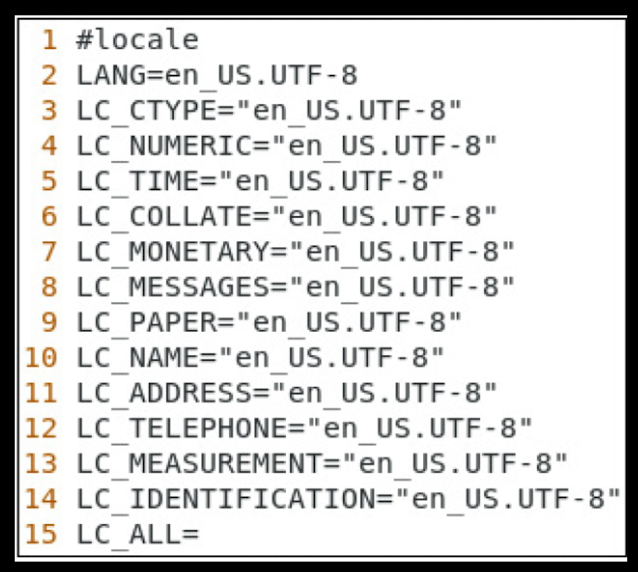 1 #locale
2 LANG=en_US.UTF-8
3 LC_CTYPE="en_US.UTF-8"
4 LC_NUMERIC="en_US.UTF-8"
5 LC_TIME="en_US.UTF-8"
6 LC_COLLATE="en_US.UTF-8"
7 LC_MONETARY="en_US.UTF-8"
8 LC_MESSAGES="en_US.UTF-8"
9 LC_PAPER="en_US.UTF-8"
10 LC_NAME="en_US.UTF-8"
11 LC_ADDRESS="en_US.UTF-8"
12 LC_TELEPHONE="en_US.UTF-8"
13 LC_MEASUREMENT="en_US.UTF-8"
14 LC_IDENTIFICATION="en_US.UTF-8"
15 LC_ALL=